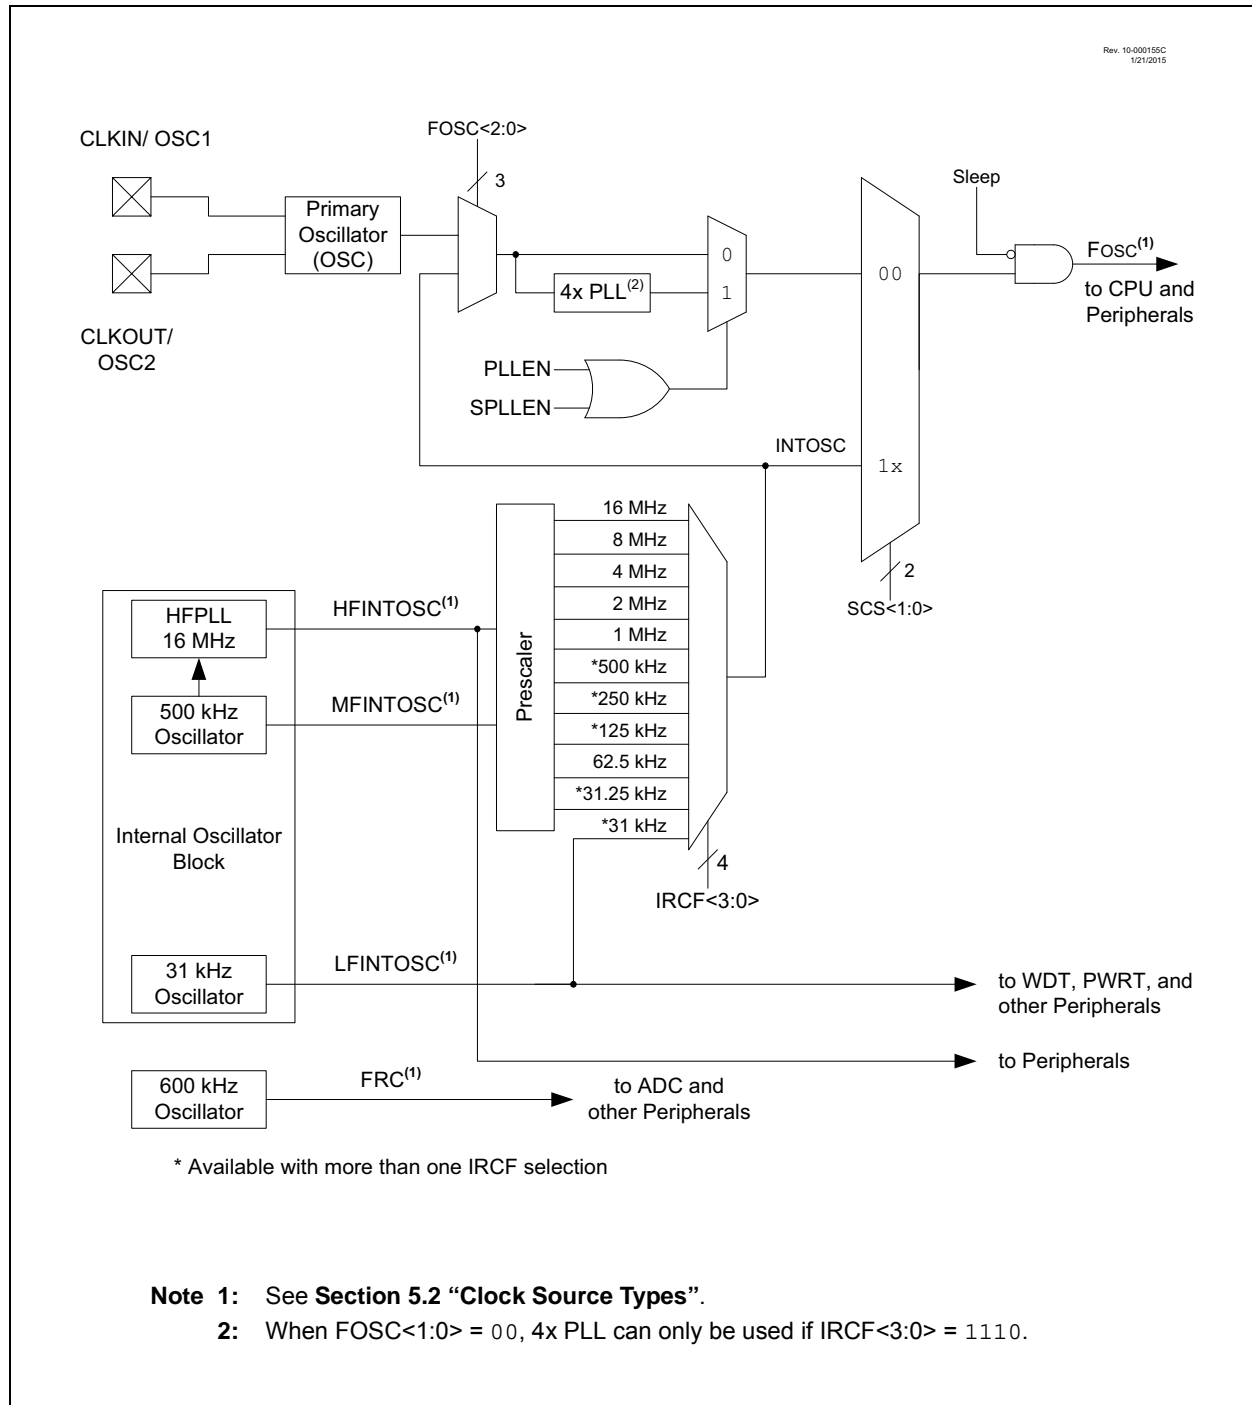 Rev. 10-000155C
1/21/2015
FOSC<2:0>
CLKIN/ OSC1
3
Sleep
Primary
Oscillator
(OSC)
0
00
FOSC(1)
4x PLL(2)
1
to CPU and
Peripherals
CLKOUT/
OSC2
PLLEN
SPLLEN
INTOSC
1x
16 MHz
8 MHz
4 MHz
2
2 MHz
SCS<1:0>
HFPLL
16 MHz
HFINTOSC(1)
1 MHz
Prescaler
*500 kHz
500 kHz
Oscillator
MFINTOSC(1)
*250 kHz
*125 kHz
62.5 kHz
*31.25 kHz
*31 kHz
Internal Oscillator
Block
4
IRCF<3:0>
31 kHz
Oscillator
LFINTOSC(1)
to WDT, PWRT, and
other Peripherals
to Peripherals
600 kHz
Oscillator
FRC(1)
to ADC and
other Peripherals
* Available with more than one IRCF selection
Note 1: See Section 5.2 “Clock Source Types”.
2: When FOSC<1:0> = 00, 4x PLL can only be used if IRCF<3:0> = 1110.